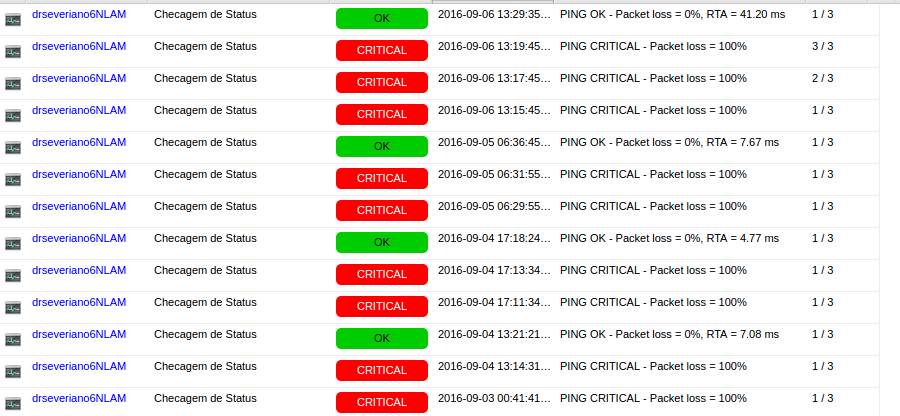 drseveriano6NLAM Checagem de Status OK 2016-09-06 13:29:35... PING OK - Packet loss = 0%, RTA = 41.20 ms 1 / 3
drseveriano6NLAM Checagem de Status CRITICAL 2016-09-06 13:19:45... PING CRITICAL - Packet loss = 100% 3 / 3
drseveriano6NLAM Checagem de Status CRITICAL 2016-09-06 13:17:45... PING CRITICAL - Packet loss = 100% 2 / 3
drseveriano6NLAM Checagem de Status CRITICAL 2016-09-06 13:15:45... PING CRITICAL - Packet loss = 100% 1 / 3
drseveriano6NLAM Checagem de Status OK 2016-09-05 06:36:45... PING OK - Packet loss = 0%, RTA = 7.67 ms 1 / 3
drseveriano6NLAM Checagem de Status CRITICAL 2016-09-05 06:31:55... PING CRITICAL - Packet loss = 100% 1 / 3
drseveriano6NLAM Checagem de Status CRITICAL 2016-09-05 06:29:55... PING CRITICAL - Packet loss = 100% 1 / 3
drseveriano6NLAM Checagem de Status OK 2016-09-04 17:18:24... PING OK - Packet loss = 0%, RTA = 4.77 ms 1 / 3
drseveriano6NLAM Checagem de Status CRITICAL 2016-09-04 17:13:34... PING CRITICAL - Packet loss = 100% 1 / 3
drseveriano6NLAM Checagem de Status CRITICAL 2016-09-04 17:11:34... PING CRITICAL - Packet loss = 100% 1 / 3
drseveriano6NLAM Checagem de Status OK 2016-09-04 13:21:21... PING OK - Packet loss = 0%, RTA = 7.08 ms 1 / 3
drseveriano6NLAM Checagem de Status CRITICAL 2016-09-04 13:14:31... PING CRITICAL - Packet loss = 100% 1 / 3
drseveriano6NLAM Checagem de Status CRITICAL 2016-09-03 00:41:41... PING CRITICAL - Packet loss = 100% 1 / 3